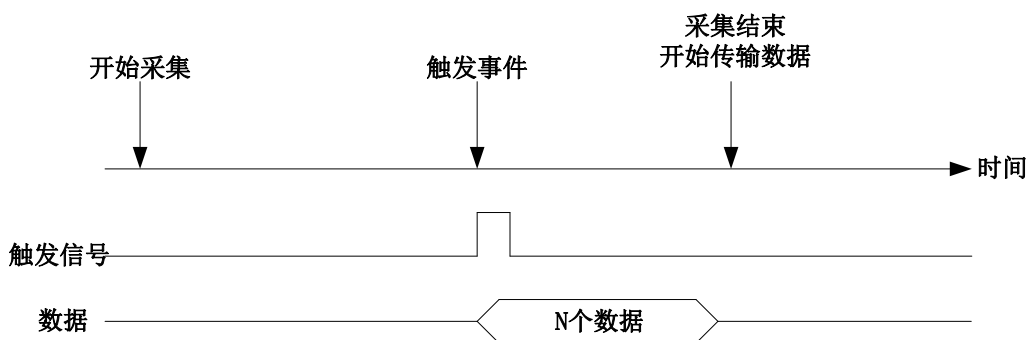 采集结束
开始传输数据
开始采集
触发事件
时间
触发信号
数据
N个数据